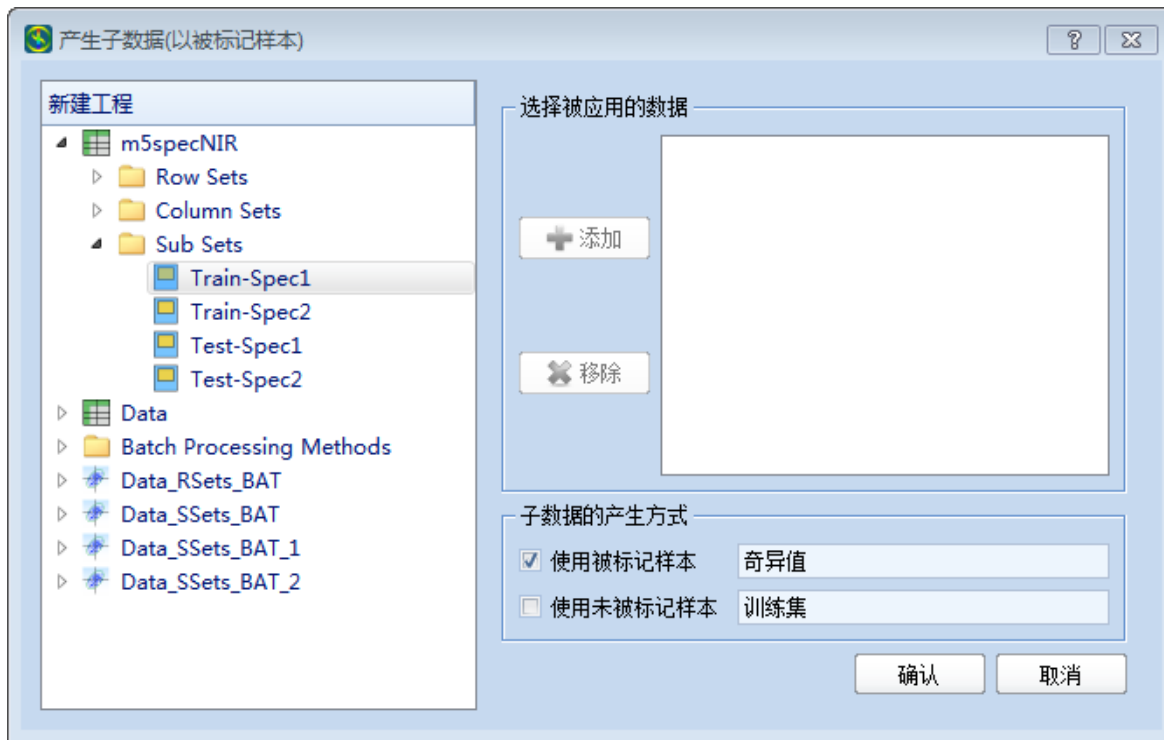 产生子数据(以被标记样本)
新建工程
m5specNIR
Row Sets
Column Sets
Sub Sets
Train-Spec1
Train-Spec2
Test-Spec1
Test-Spec2
Data
Batch Processing Methods
Data_RSets_BAT
Data_SSets_BAT
Data_SSets_BAT_1
Data_SSets_BAT_2
选择被应用的数据
添加
移除
子数据的产生方式
使用被标记样本 奇异值
使用未被标记样本 训练集
确认 取消